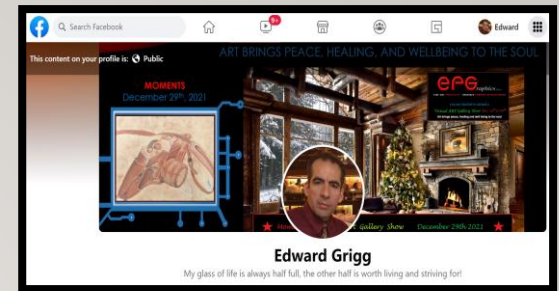 Search Facebook
9+
Edward
This content on your profile is: Public
ART BRINGS PEACE, HEALING, AND WELLBEING TO THE SOUL
MOMENTS
December 29th, 2021
EPG
Gallery Show December 29th 2021
Edward Grigg
My glass of life is always half full, the other half is worth living and striving for!